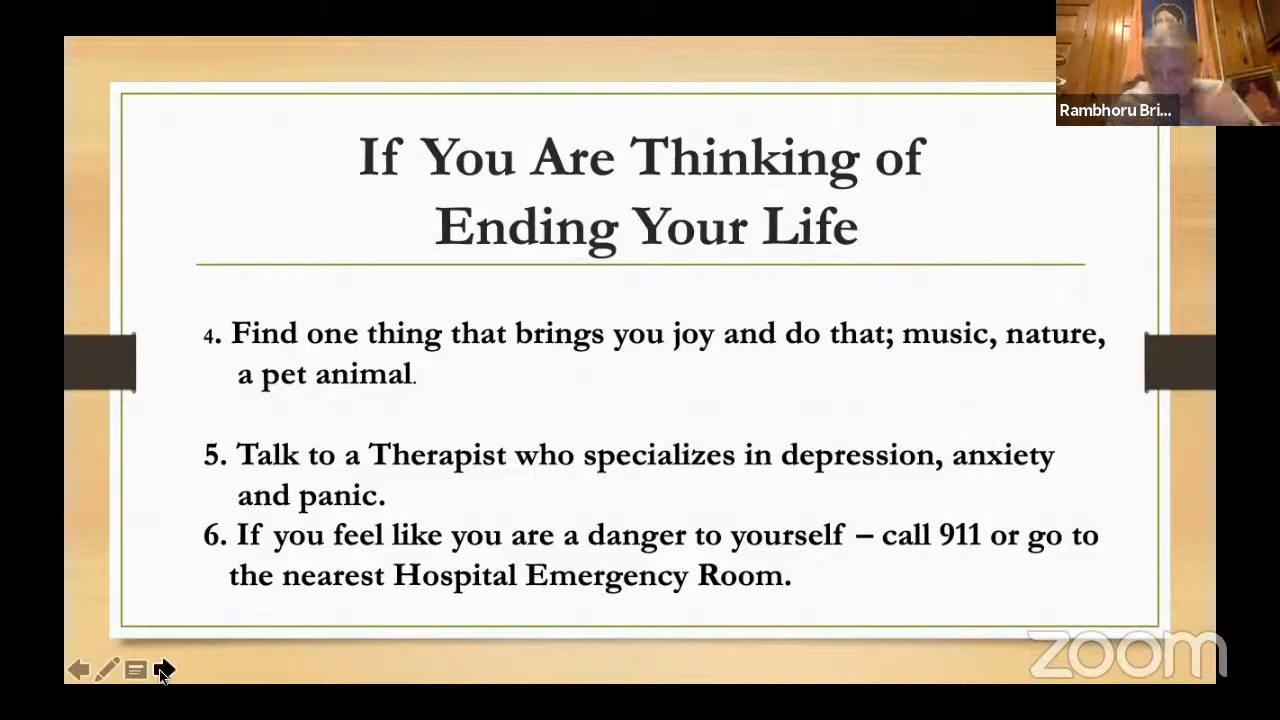 Rambhoru Bri...
If You Are Thinking of
Ending Your Life
4. Find one thing that brings you joy and do that; music, nature,
a pet animal.
5. Talk to a Therapist who specializes in depression, anxiety
and panic.
6. If you feel like you are a danger to yourself – call 911 or go to
the nearest Hospital Emergency Room.
zoom